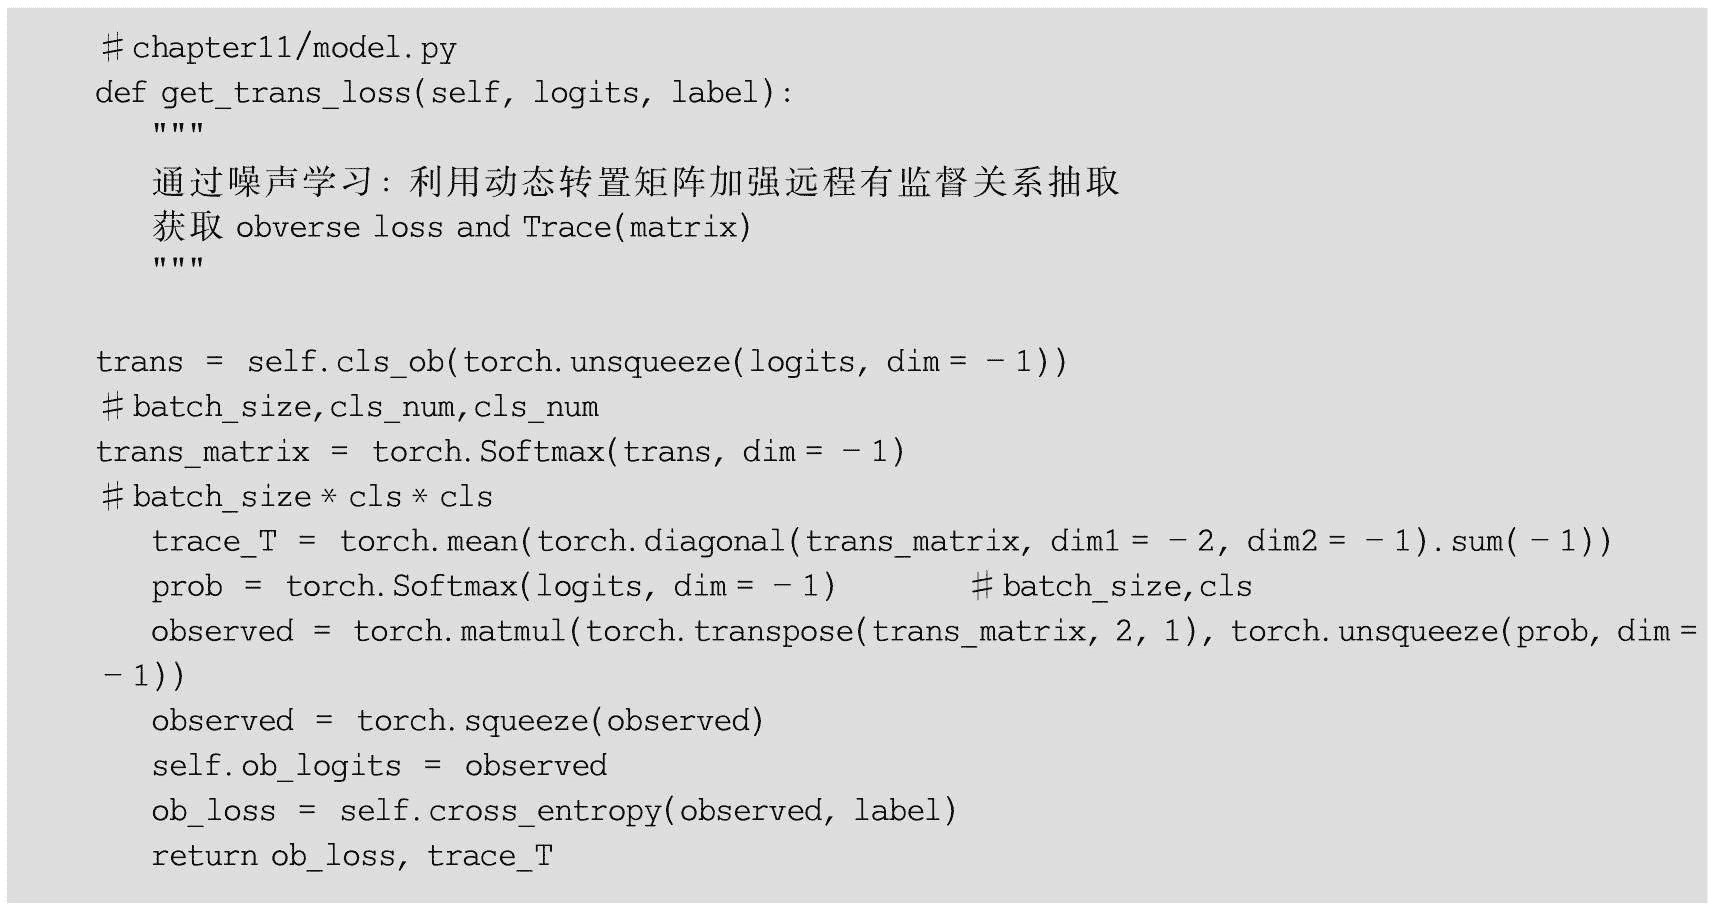 #chapter11/model.py
def get_trans_loss(self, logits, label):
"""
通过噪声学习: 利用动态转置矩阵加强远程有监督关系抽取
获取 obverse loss and Trace(matrix)
"""
trans = self.cls_ob(torch.unsqueeze(logits, dim = -1))
#batch_size,cls_num,cls_num
trans_matrix = torch.Softmax(trans, dim = -1)
#batch_size * cls * cls
trace_T = torch.mean(torch.diagonal(trans_matrix, dim1 = -2, dim2 = -1).sum(-1))
prob = torch.Softmax(logits, dim = -1) #batch_size,cls
observed = torch.matmul(torch.transpose(trans_matrix, 2, 1), torch.unsqueeze(prob, dim =
-1))
observed = torch.squeeze(observed)
self.ob_logits = observed
ob_loss = self.cross_entropy(observed, label)
return ob_loss, trace_T